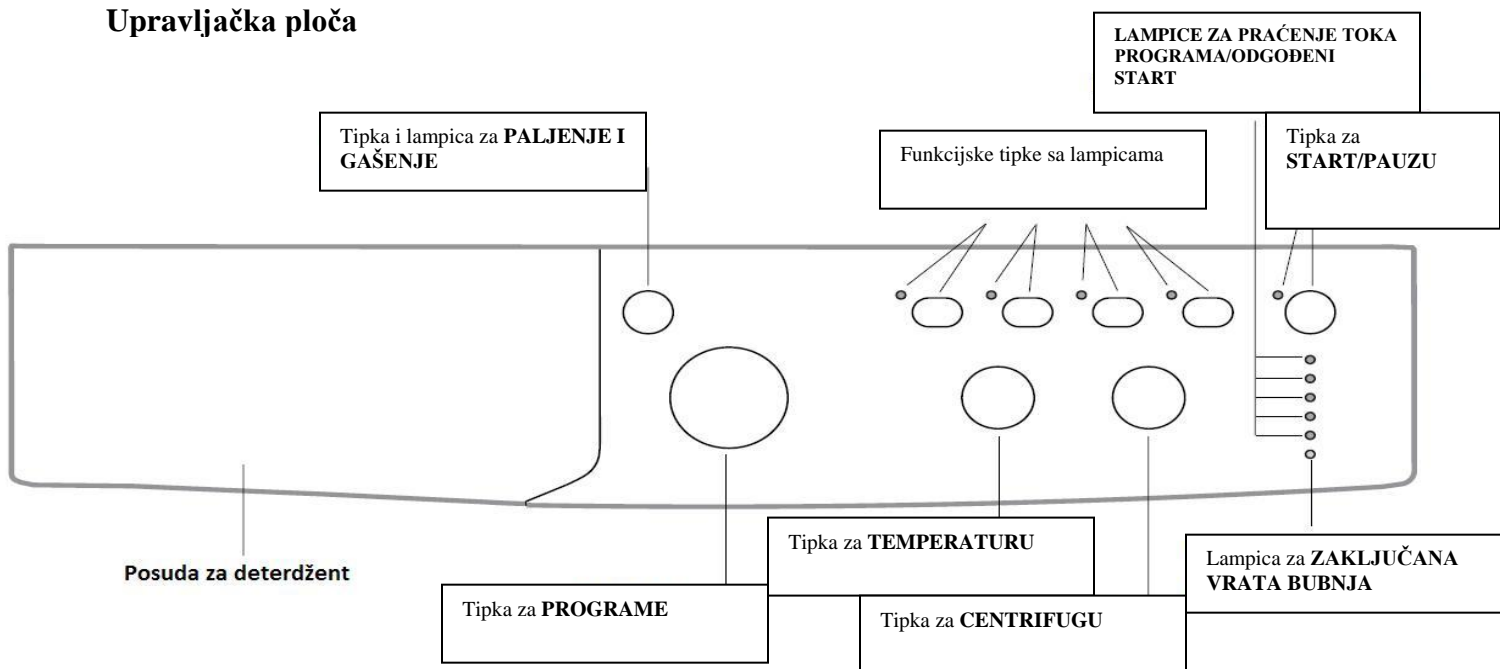 Upravljačka ploča
LAMPICE ZA PRAĆENJE TOKA
PROGRAMA/ODGOĐENI
START
Tipka i lampica za PALJENJE I
GAŠENJE
Funkcijske tipke sa lampicama
Tipka za
START/PAUZU
Posuda za deterdžent
Tipka za PROGRAME
Tipka za TEMPERATURU
Tipka za CENTRIFUGU
Lampica za ZAKLJUČANA
VRATA BUBNJA